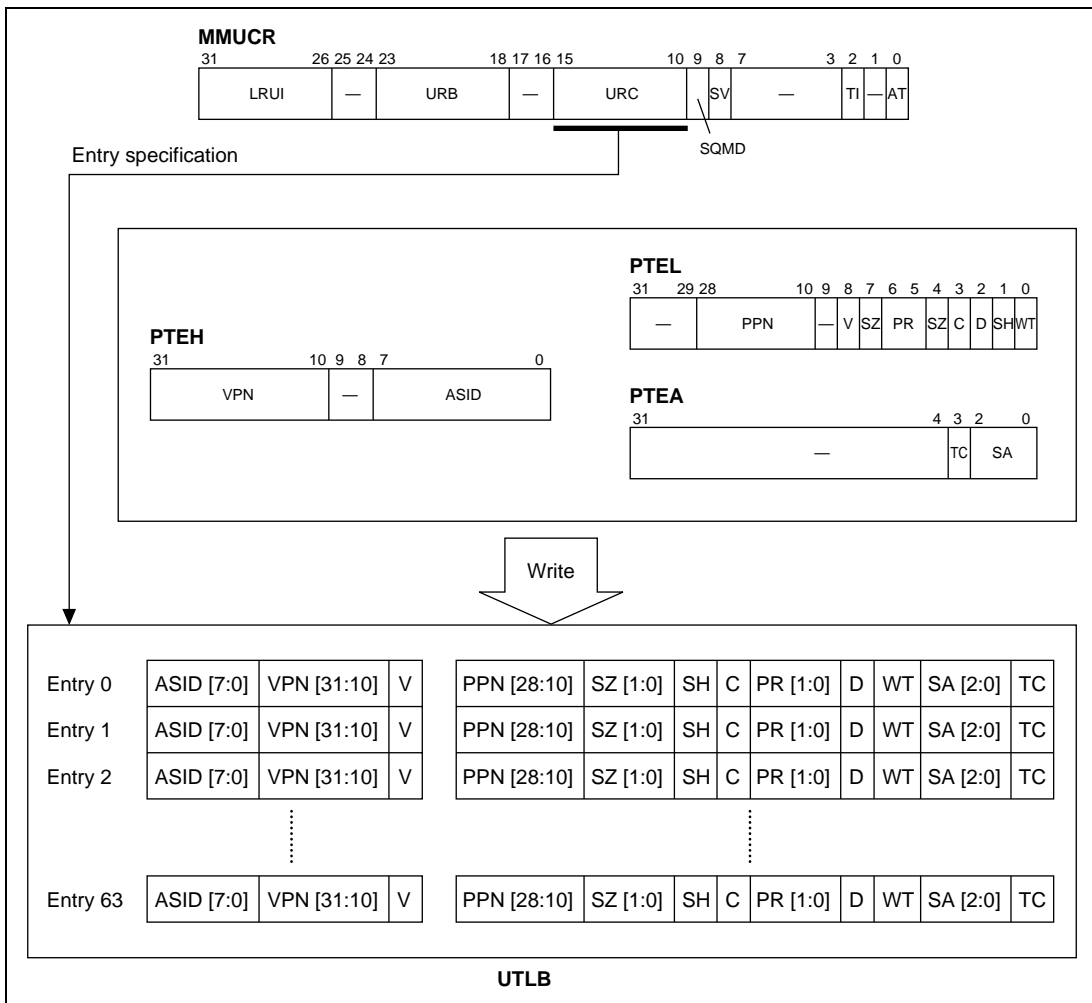 MMUCR
31 26 25 24 23 18 17 16 15 10 9 8 7 3 2 1 0
LRUI — URB — URC SV — TI — AT
SQMD
Entry specification
PTEL
31 29 28 10 9 8 7 6 5 4 3 2 1 0
— PPN — V SZ PR SZ C D SH WT
PTEH
31 10 9 8 7 0
VPN — ASID
PTEA
31 4 3 2 0
— TC SA
Write
Entry 0 ASID [7:0] VPN [31:10] V PPN [28:10] SZ [1:0] SH C PR [1:0] D WT SA [2:0] TC
Entry 1 ASID [7:0] VPN [31:10] V PPN [28:10] SZ [1:0] SH C PR [1:0] D WT SA [2:0] TC
Entry 2 ASID [7:0] VPN [31:10] V PPN [28:10] SZ [1:0] SH C PR [1:0] D WT SA [2:0] TC
Entry 63 ASID [7:0] VPN [31:10] V PPN [28:10] SZ [1:0] SH C PR [1:0] D WT SA [2:0] TC
UTLB